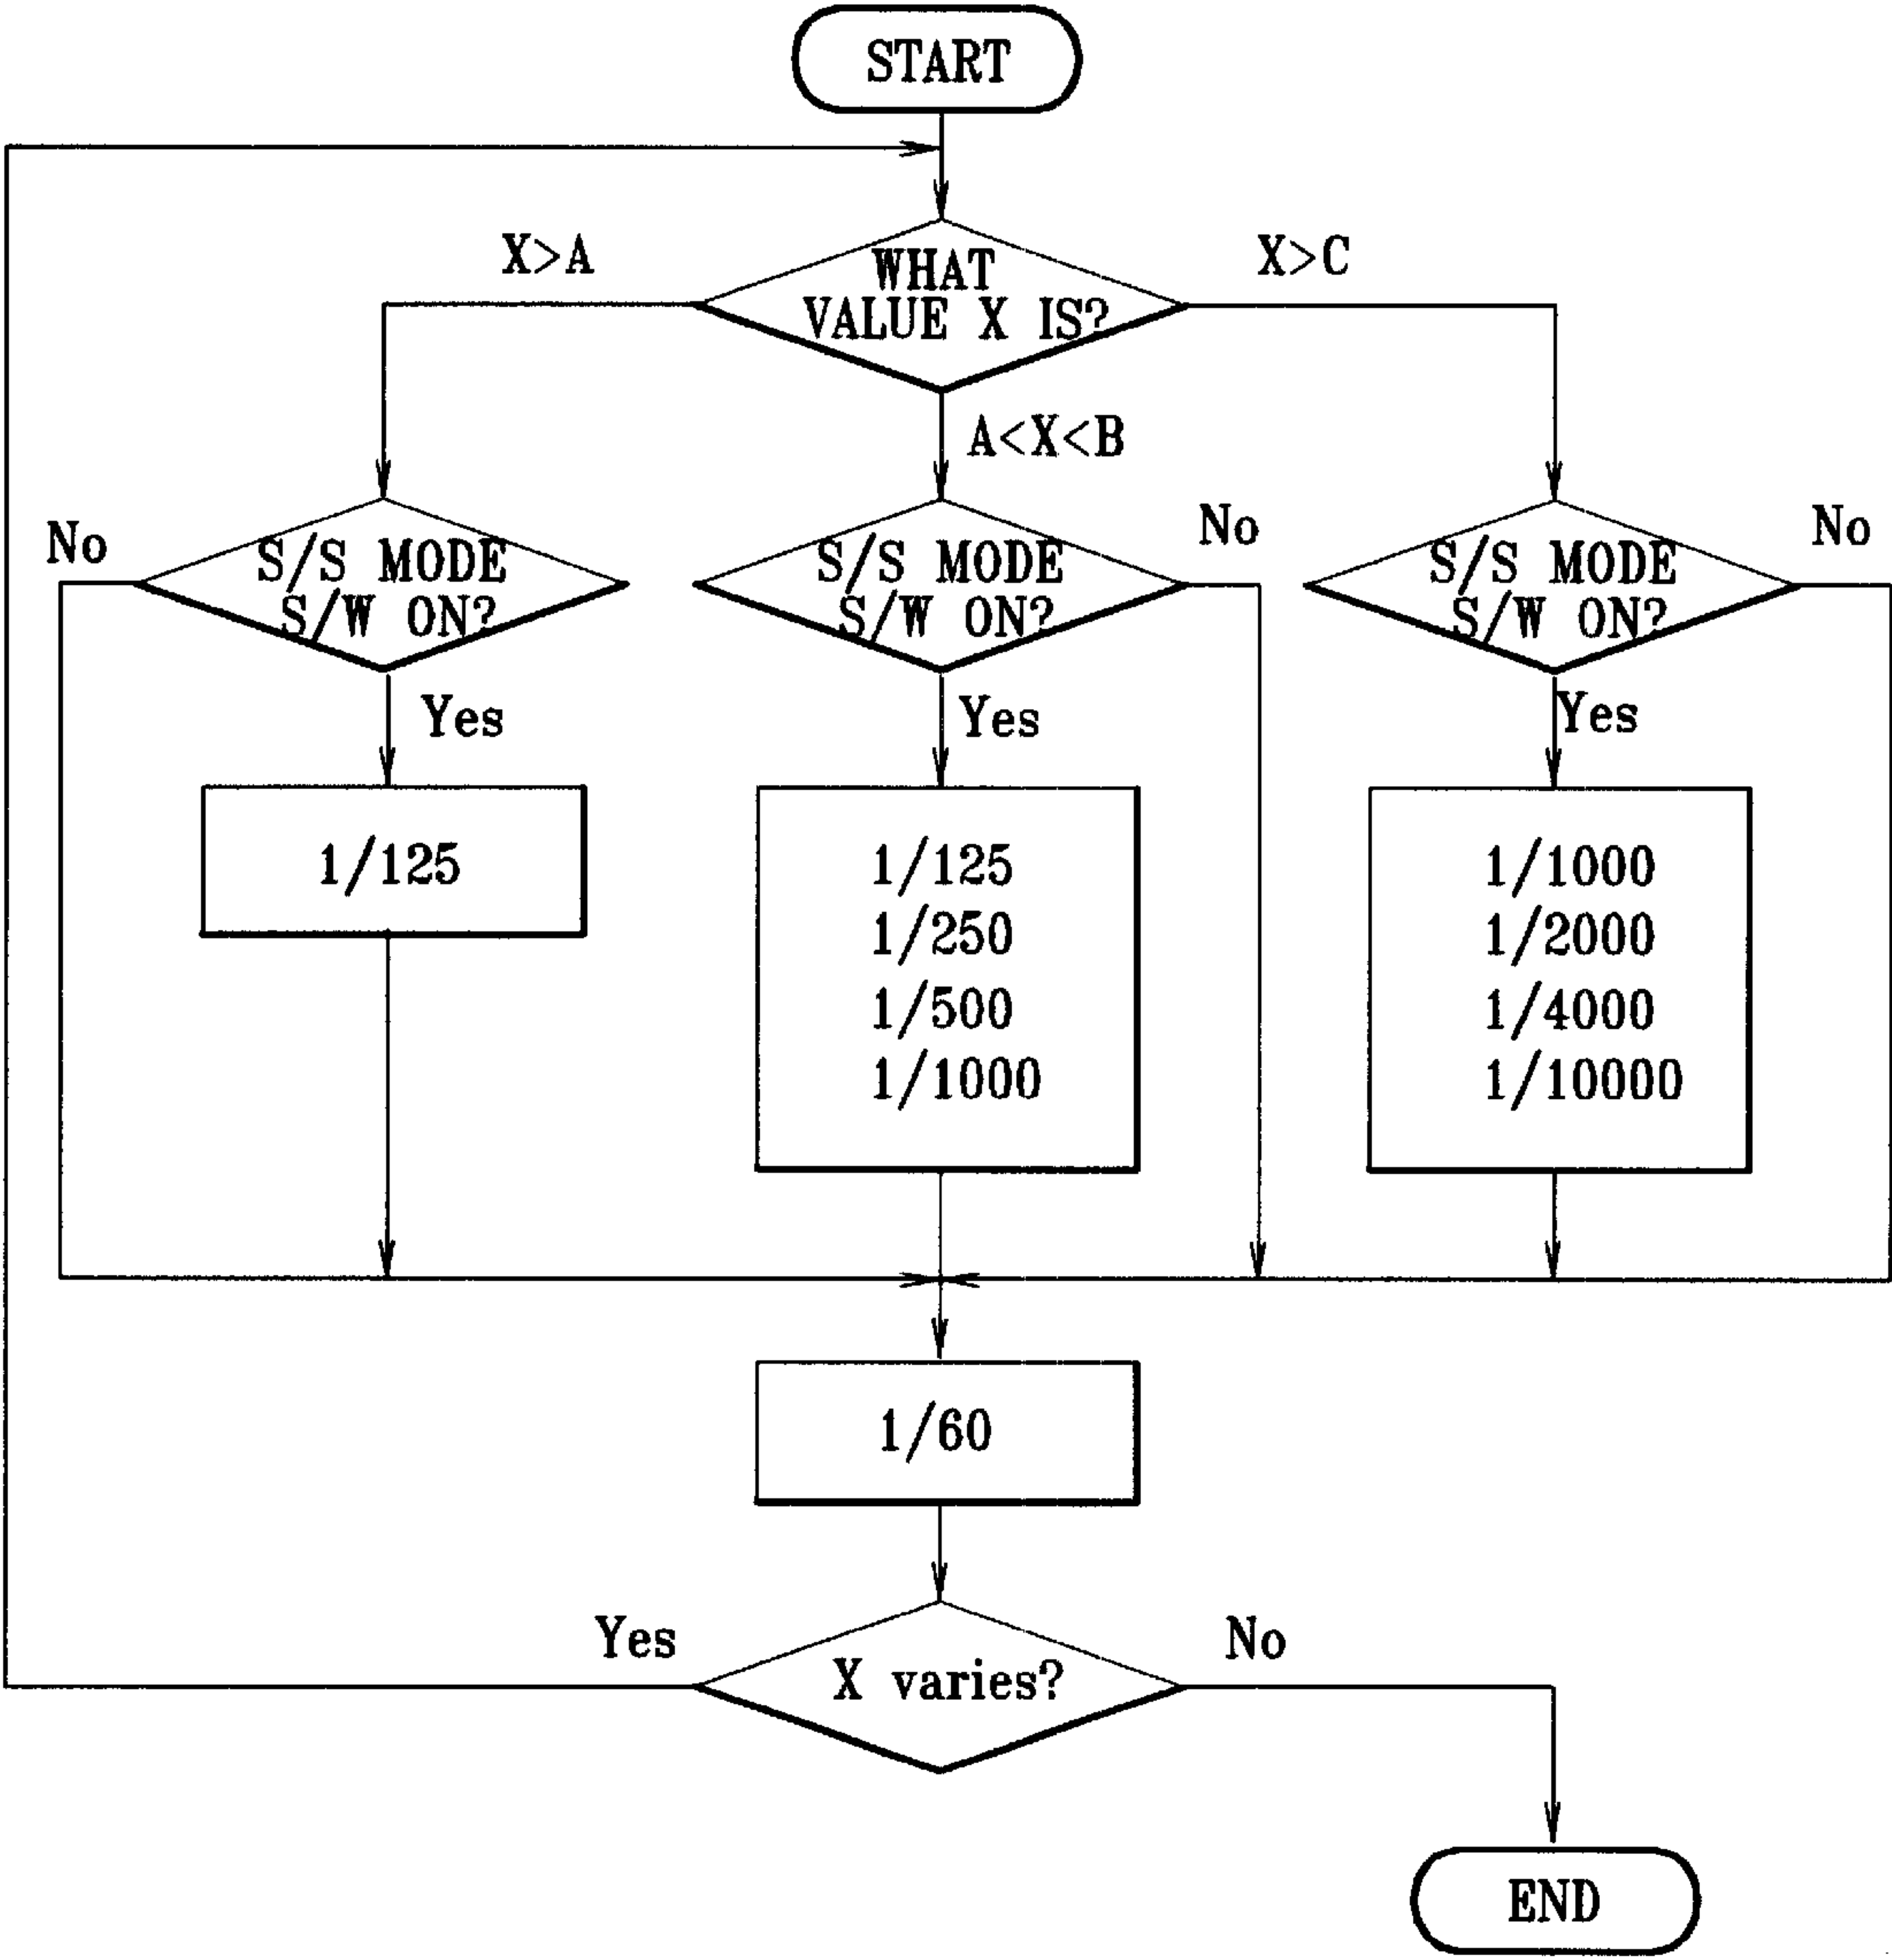 START
X>A
WHAT
VALUE X IS?
X>C
A<X<B
No
S/S MODE
S/W ON?
S/S MODE
S/W ON?
No
S/S MODE
S/W ON?
No
Yes
Yes
Yes
1/125
1/125
1/250
1/500
1/1000
1/1000
1/2000
1/4000
1/10000
1/60
Yes
X varies?
No
END